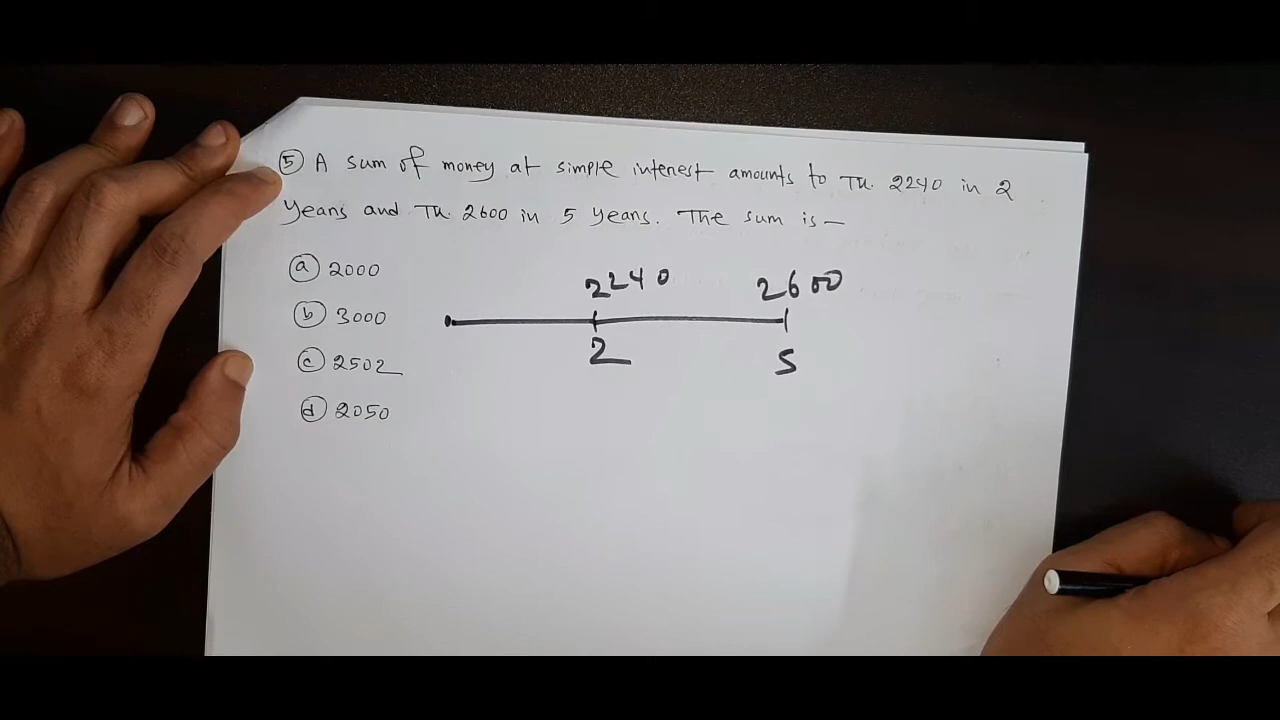 5 A sum of money at simple interest amounts to TK. 2240 in 2
years and TK. 2600 in 5 years. The sum is —
a 2000
b 3000
c 2502
d 2050
2240 2600
2 5